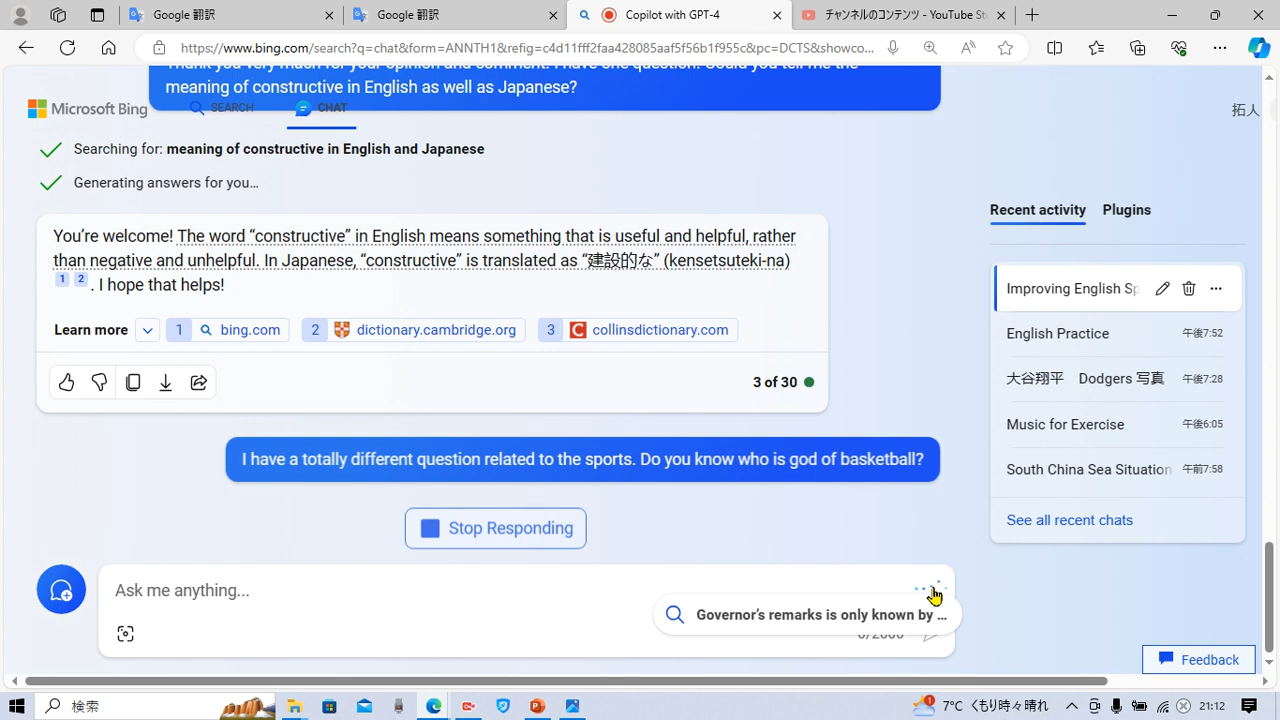 Google 翻訳
Google 翻訳
Copilot with GPT-4
チャンネルのコンテンツ - YouTube St
https://www.bing.com/search?q=chat&form=ANNTH1&refig=c4d11fff2faa428085aaf5f56b1f955c&pc=DCTS&showco...
meaning of constructive in English as well as Japanese?
Microsoft Bing
SEARCH
CHAT
拓人
Searching for: meaning of constructive in English and Japanese
Generating answers for you...
You're welcome! The word “constructive” in English means something that is useful and helpful, rather
than negative and unhelpful. In Japanese, “constructive” is translated as “建設的な” (kensetsuteki-na)
1 2 . I hope that helps!
Learn more
1 bing.com
2 dictionary.cambridge.org
3 collinsdictionary.com
3 of 30
I have a totally different question related to the sports. Do you know who is god of basketball?
Stop Responding
Ask me anything...
Governor's remarks is only known by ...
0/2000
Recent activity
Plugins
Improving English Sp
English Practice 午後7:52
大谷翔平 Dodgers 写真 午後7:28
Music for Exercise 午後6:05
South China Sea Situation 午前7:58
See all recent chats
Feedback
検索
1
7°C くもり時々晴れ
21:12